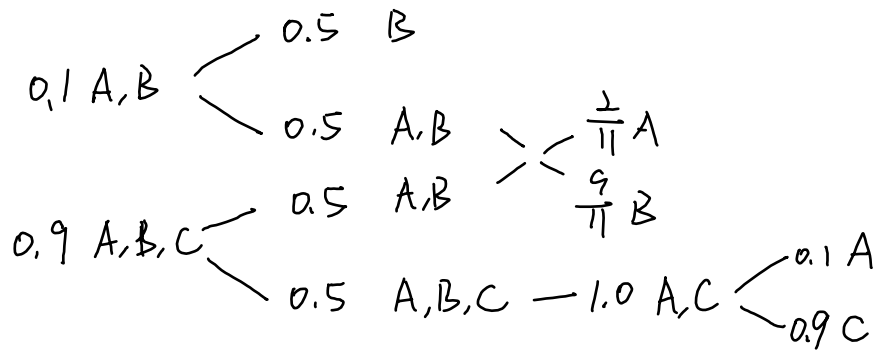 0.5 B
0.1 A,B
0.5 A,B
2/11 A
0.5 A,B
9/11 B
0.9 A,B,C
0.1 A
0.5 A,B,C — 1.0 A,C
0.9 C